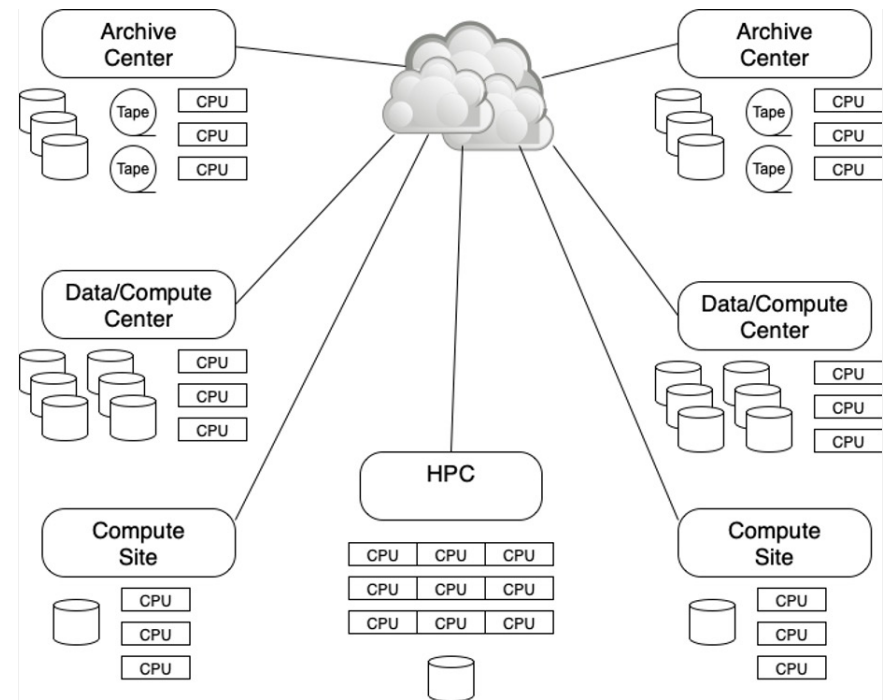 Archive
Center
Tape
CPU
CPU
Tape
CPU
Archive
Center
Tape
CPU
CPU
Tape
CPU
Data/Compute
Center
CPU
CPU
CPU
Data/Compute
Center
CPU
CPU
CPU
HPC
CPU CPU CPU
CPU CPU CPU
CPU CPU CPU
Compute
Site
CPU
CPU
CPU
Compute
Site
CPU
CPU
CPU